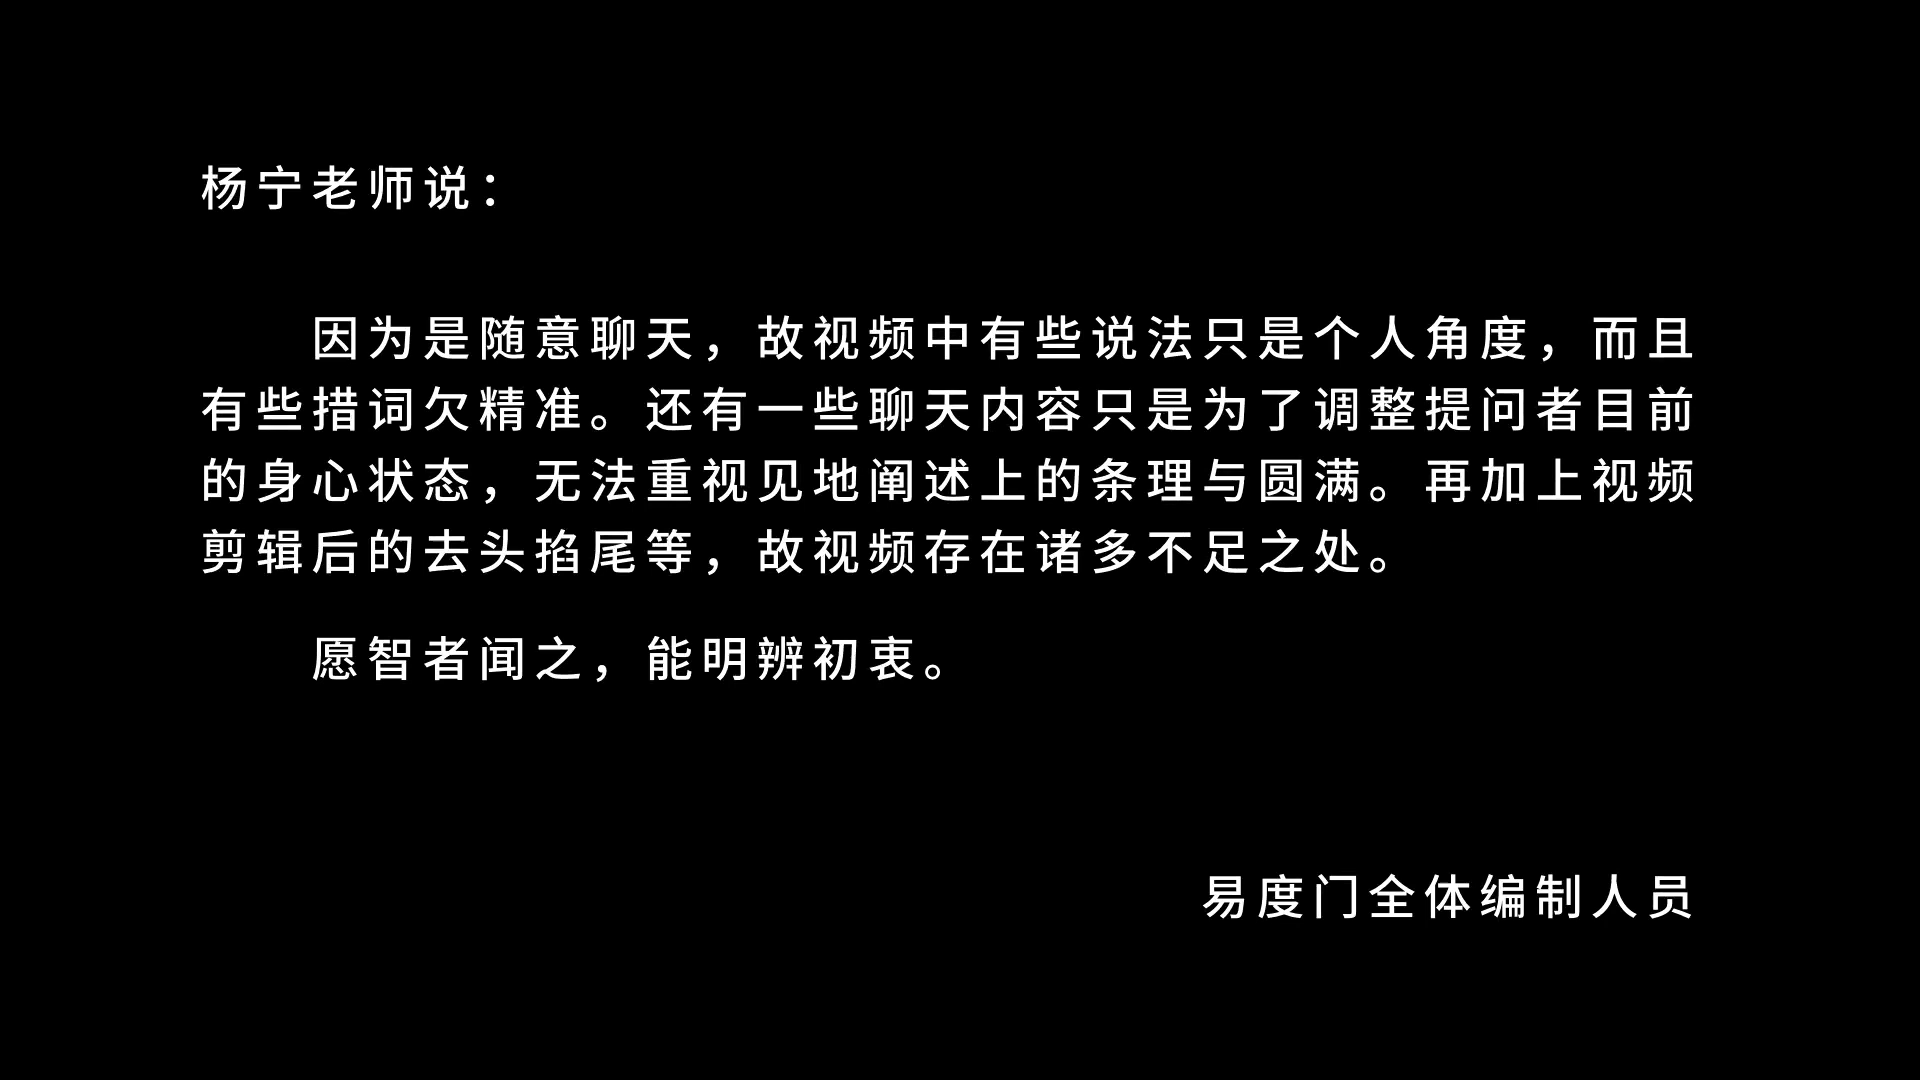 杨宁老师说：
因为是随意聊天，故视频中有些说法只是个人角度，而且
有些措词欠精准。还有一些聊天内容只是为了调整提问者目前
的身心状态，无法重视见地阐述上的条理与圆满。再加上视频
剪辑后的去头掐尾等，故视频存在诸多不足之处。
愿智者闻之，能明辨初衷。
易度门全体编制人员